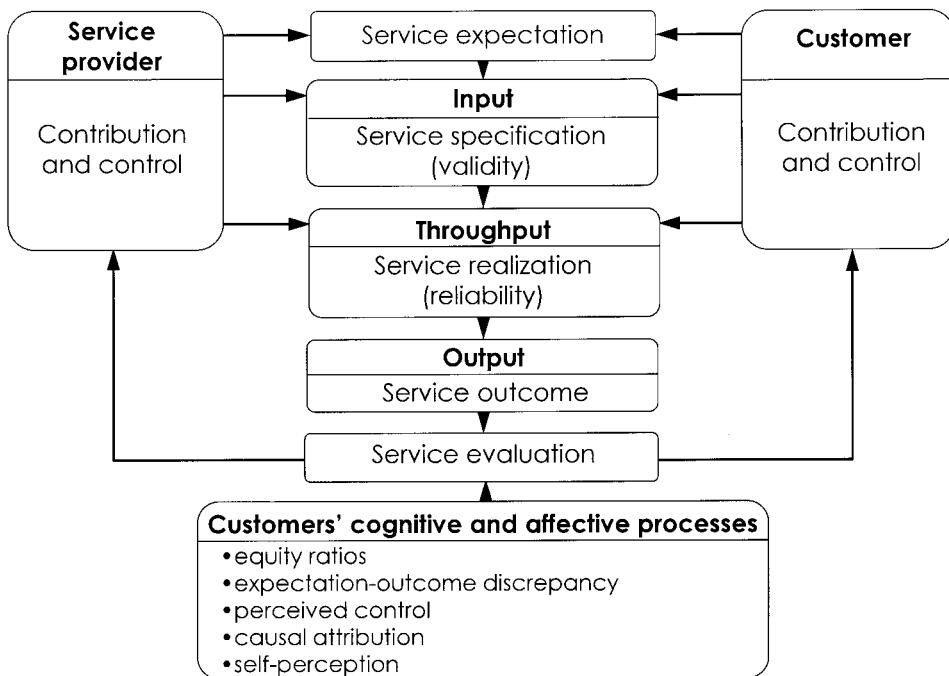 Service
provider
Contribution
and control
Service expectation
Input
Service specification
(validity)
Throughput
Service realization
(reliability)
Output
Service outcome
Service evaluation
Customer
Contribution
and control
Customers’ cognitive and affective processes
•equity ratios
•expectation-outcome discrepancy
•perceived control
•causal attribution
•self-perception